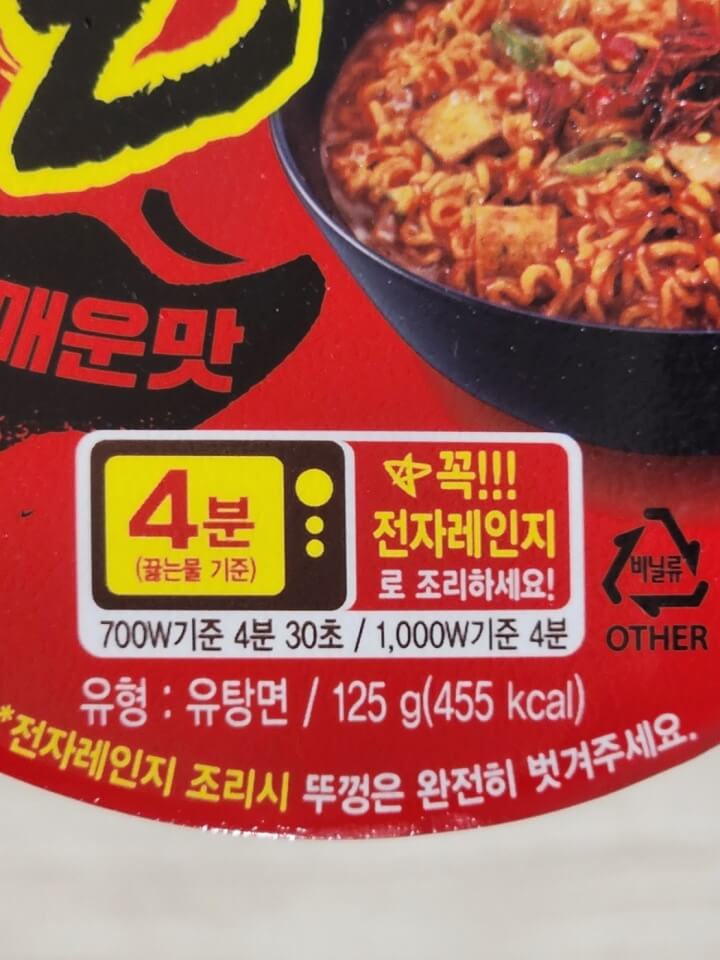 매운맛
4분
(끓는물 기준)
꼭!!!
전자레인지
로 조리하세요!
700W기준 4분 30초 / 1,000W기준 4분
비닐류
OTHER
유형 : 유탕면 / 125 g(455 kcal)
*전자레인지 조리시 뚜껑은 완전히 벗겨주세요.